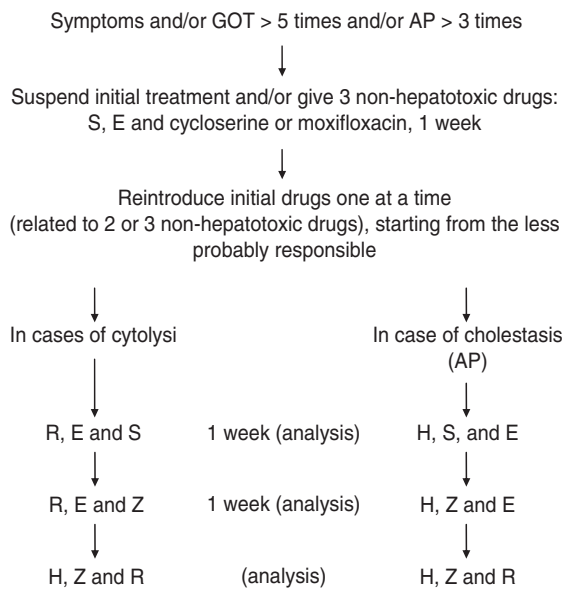 Symptoms and/or GOT > 5 times and/or AP > 3 times
Suspend initial treatment and/or give 3 non-hepatotoxic drugs:
S, E and cycloserine or moxifloxacin, 1 week
Reintroduce initial drugs one at a time
(related to 2 or 3 non-hepatotoxic drugs), starting from the less
probably responsible
In cases of cytolysi
In case of cholestasis
(AP)
R, E and S 1 week (analysis) H, S, and E
R, E and Z 1 week (analysis) H, Z and E
H, Z and R (analysis) H, Z and R